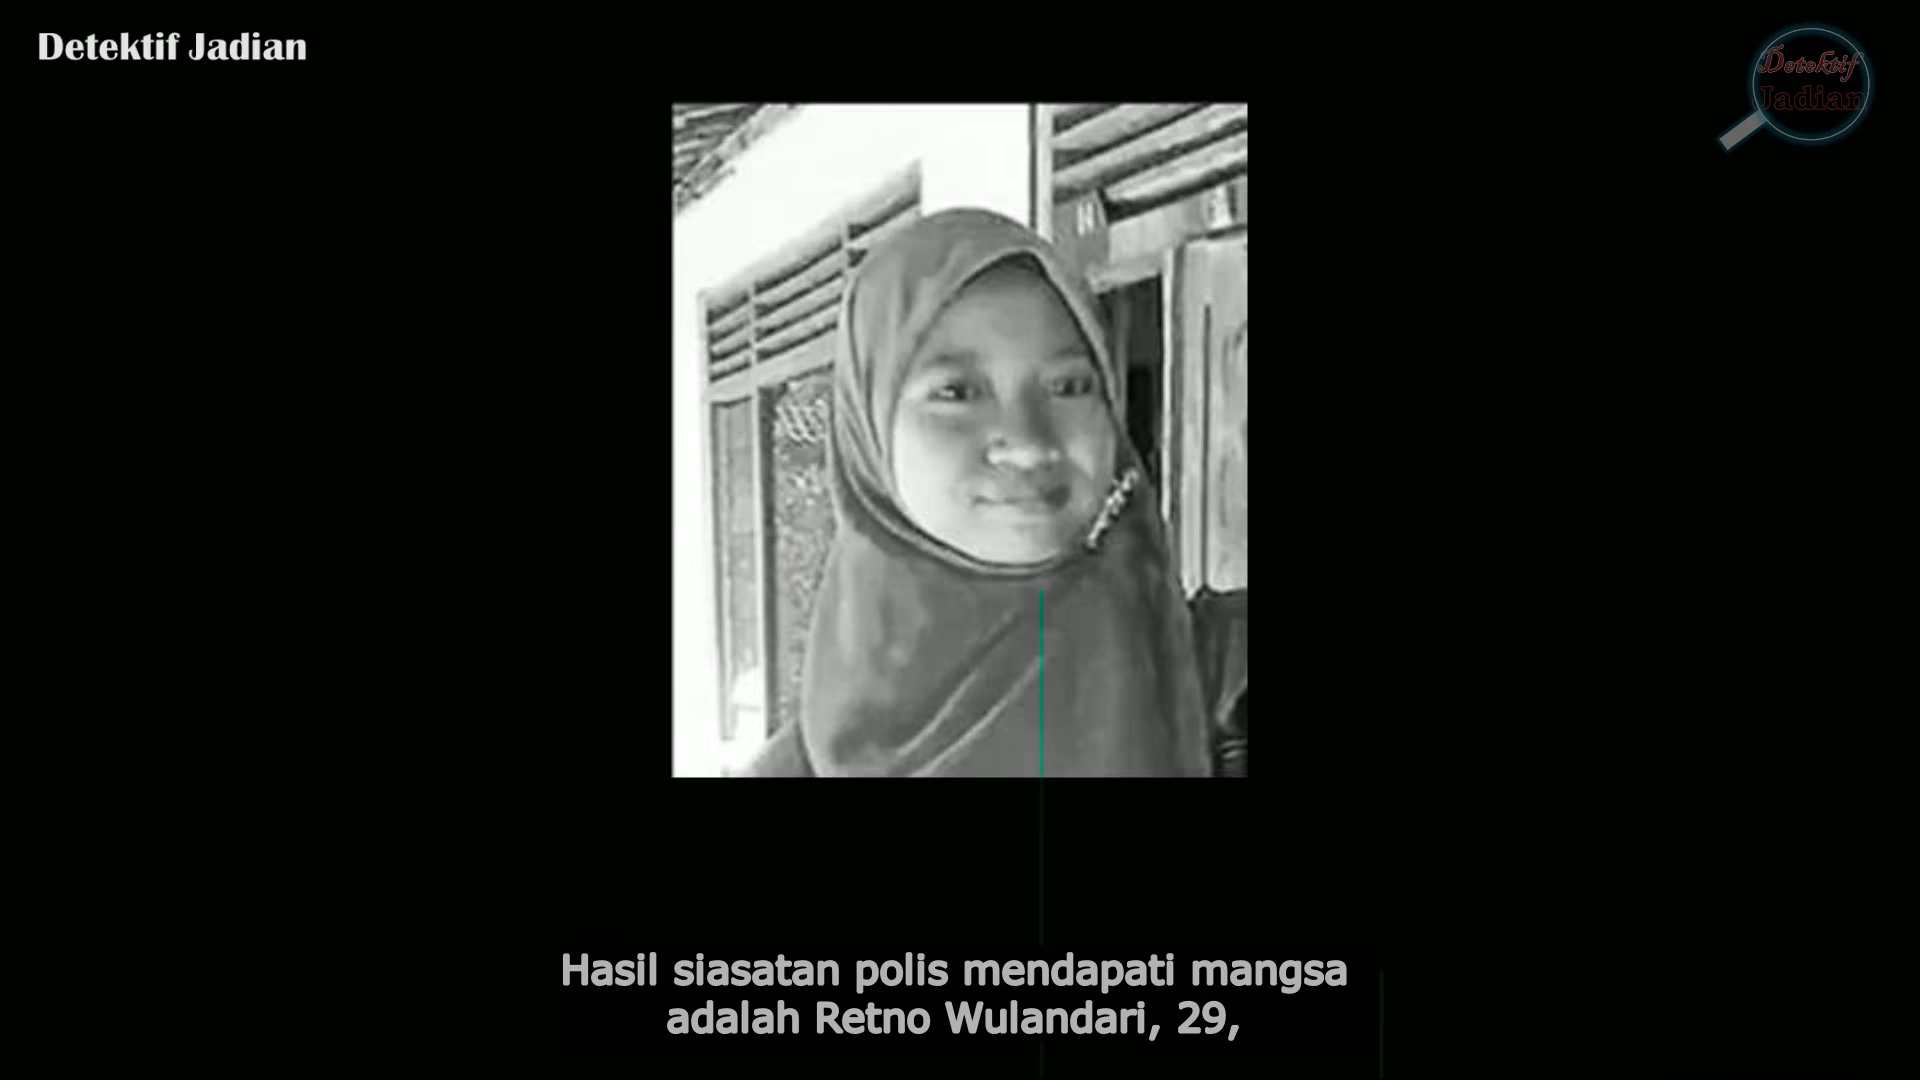 Detektif Jadian
Detektif
Jadian
Hasil siasatan polis mendapati mangsa
adalah Retno Wulandari, 29,